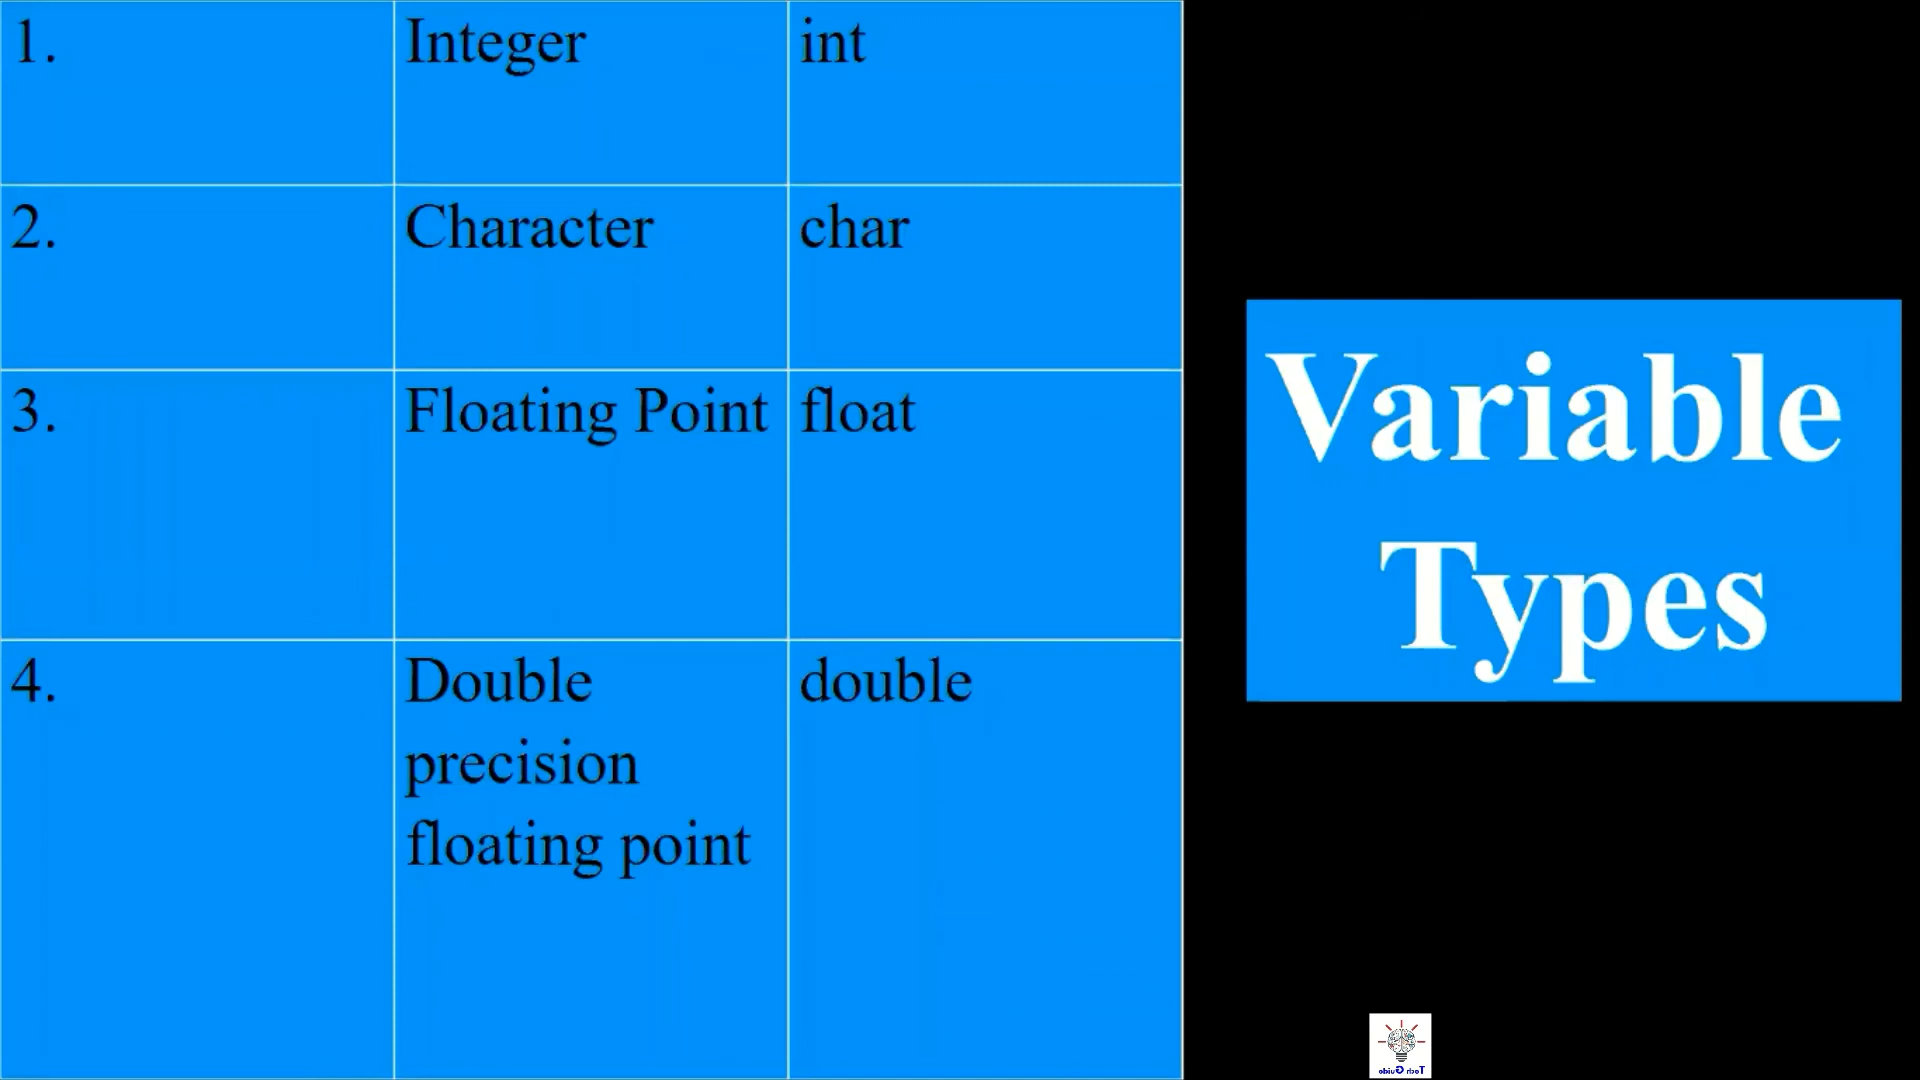 1. Integer int
2. Character char
3. Floating Point float
4. Double double
precision
floating point
Variable
Types